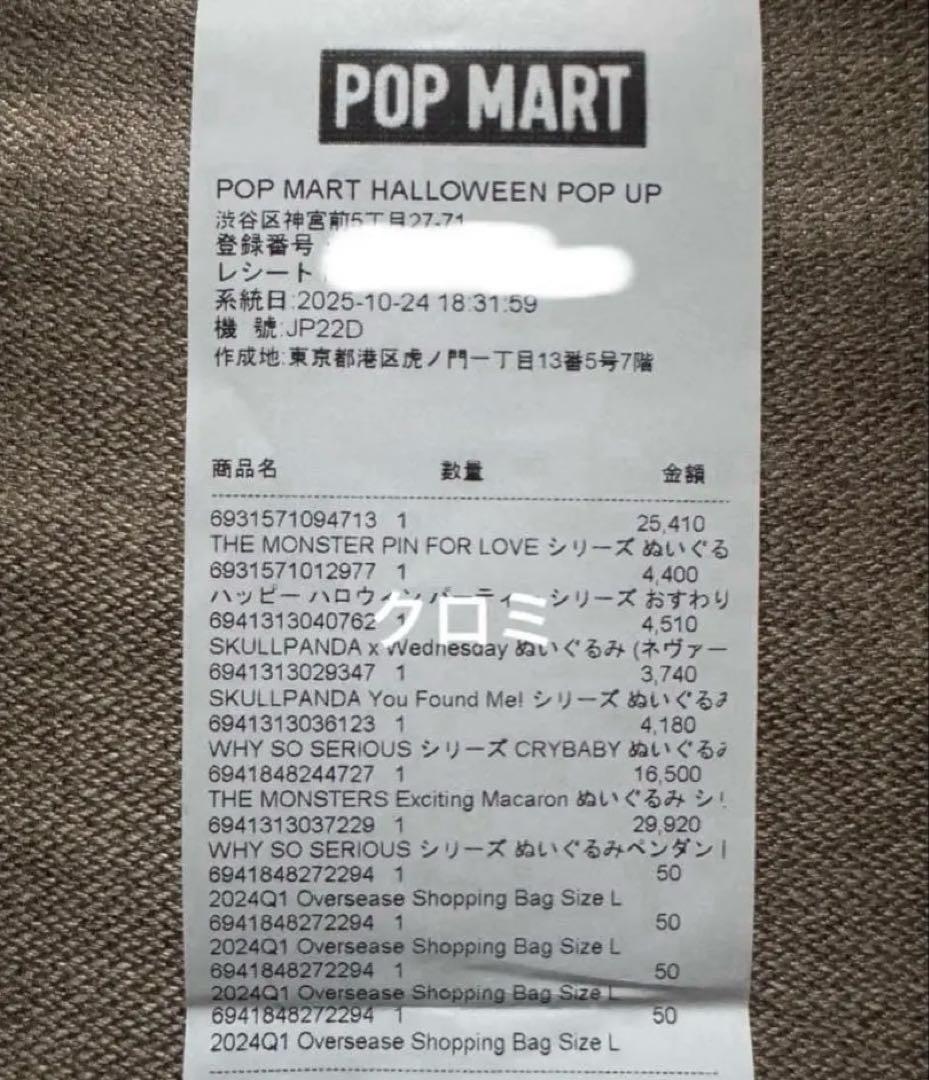 POP MART
POP MART HALLOWEEN POP UP
渋谷区神宮前5丁目27-71
登録番号
レシート
系統日:2025-10-24 18:31:59
機 號:JP22D
作成地:東京都港区虎ノ門一丁目13番5号7階
商品名 数量 金額
6931571094713 1 25,410
THE MONSTER PIN FOR LOVE シリーズ ぬいぐる
6931571012977 1 4,400
ハッピー ハロウィン パーティー シリーズ おすわり
クロミ
6941313040762 1 4,510
SKULLPANDA x Wednesday ぬいぐるみ (ネヴァー
6941313029347 1 3,740
SKULLPANDA You Found Me! シリーズ ぬいぐるみ
6941313036123 1 4,180
WHY SO SERIOUS シリーズ CRYBABY ぬいぐるみ
6941848244727 1 16,500
THE MONSTERS Exciting Macaron ぬいぐるみ シ
6941313037229 1 29,920
WHY SO SERIOUS シリーズ ぬいぐるみペンダン
6941848272294 1 50
2024Q1 Oversease Shopping Bag Size L
6941848272294 1 50
2024Q1 Oversease Shopping Bag Size L
6941848272294 1 50
2024Q1 Oversease Shopping Bag Size L
6941848272294 1 50
2024Q1 Oversease Shopping Bag Size L